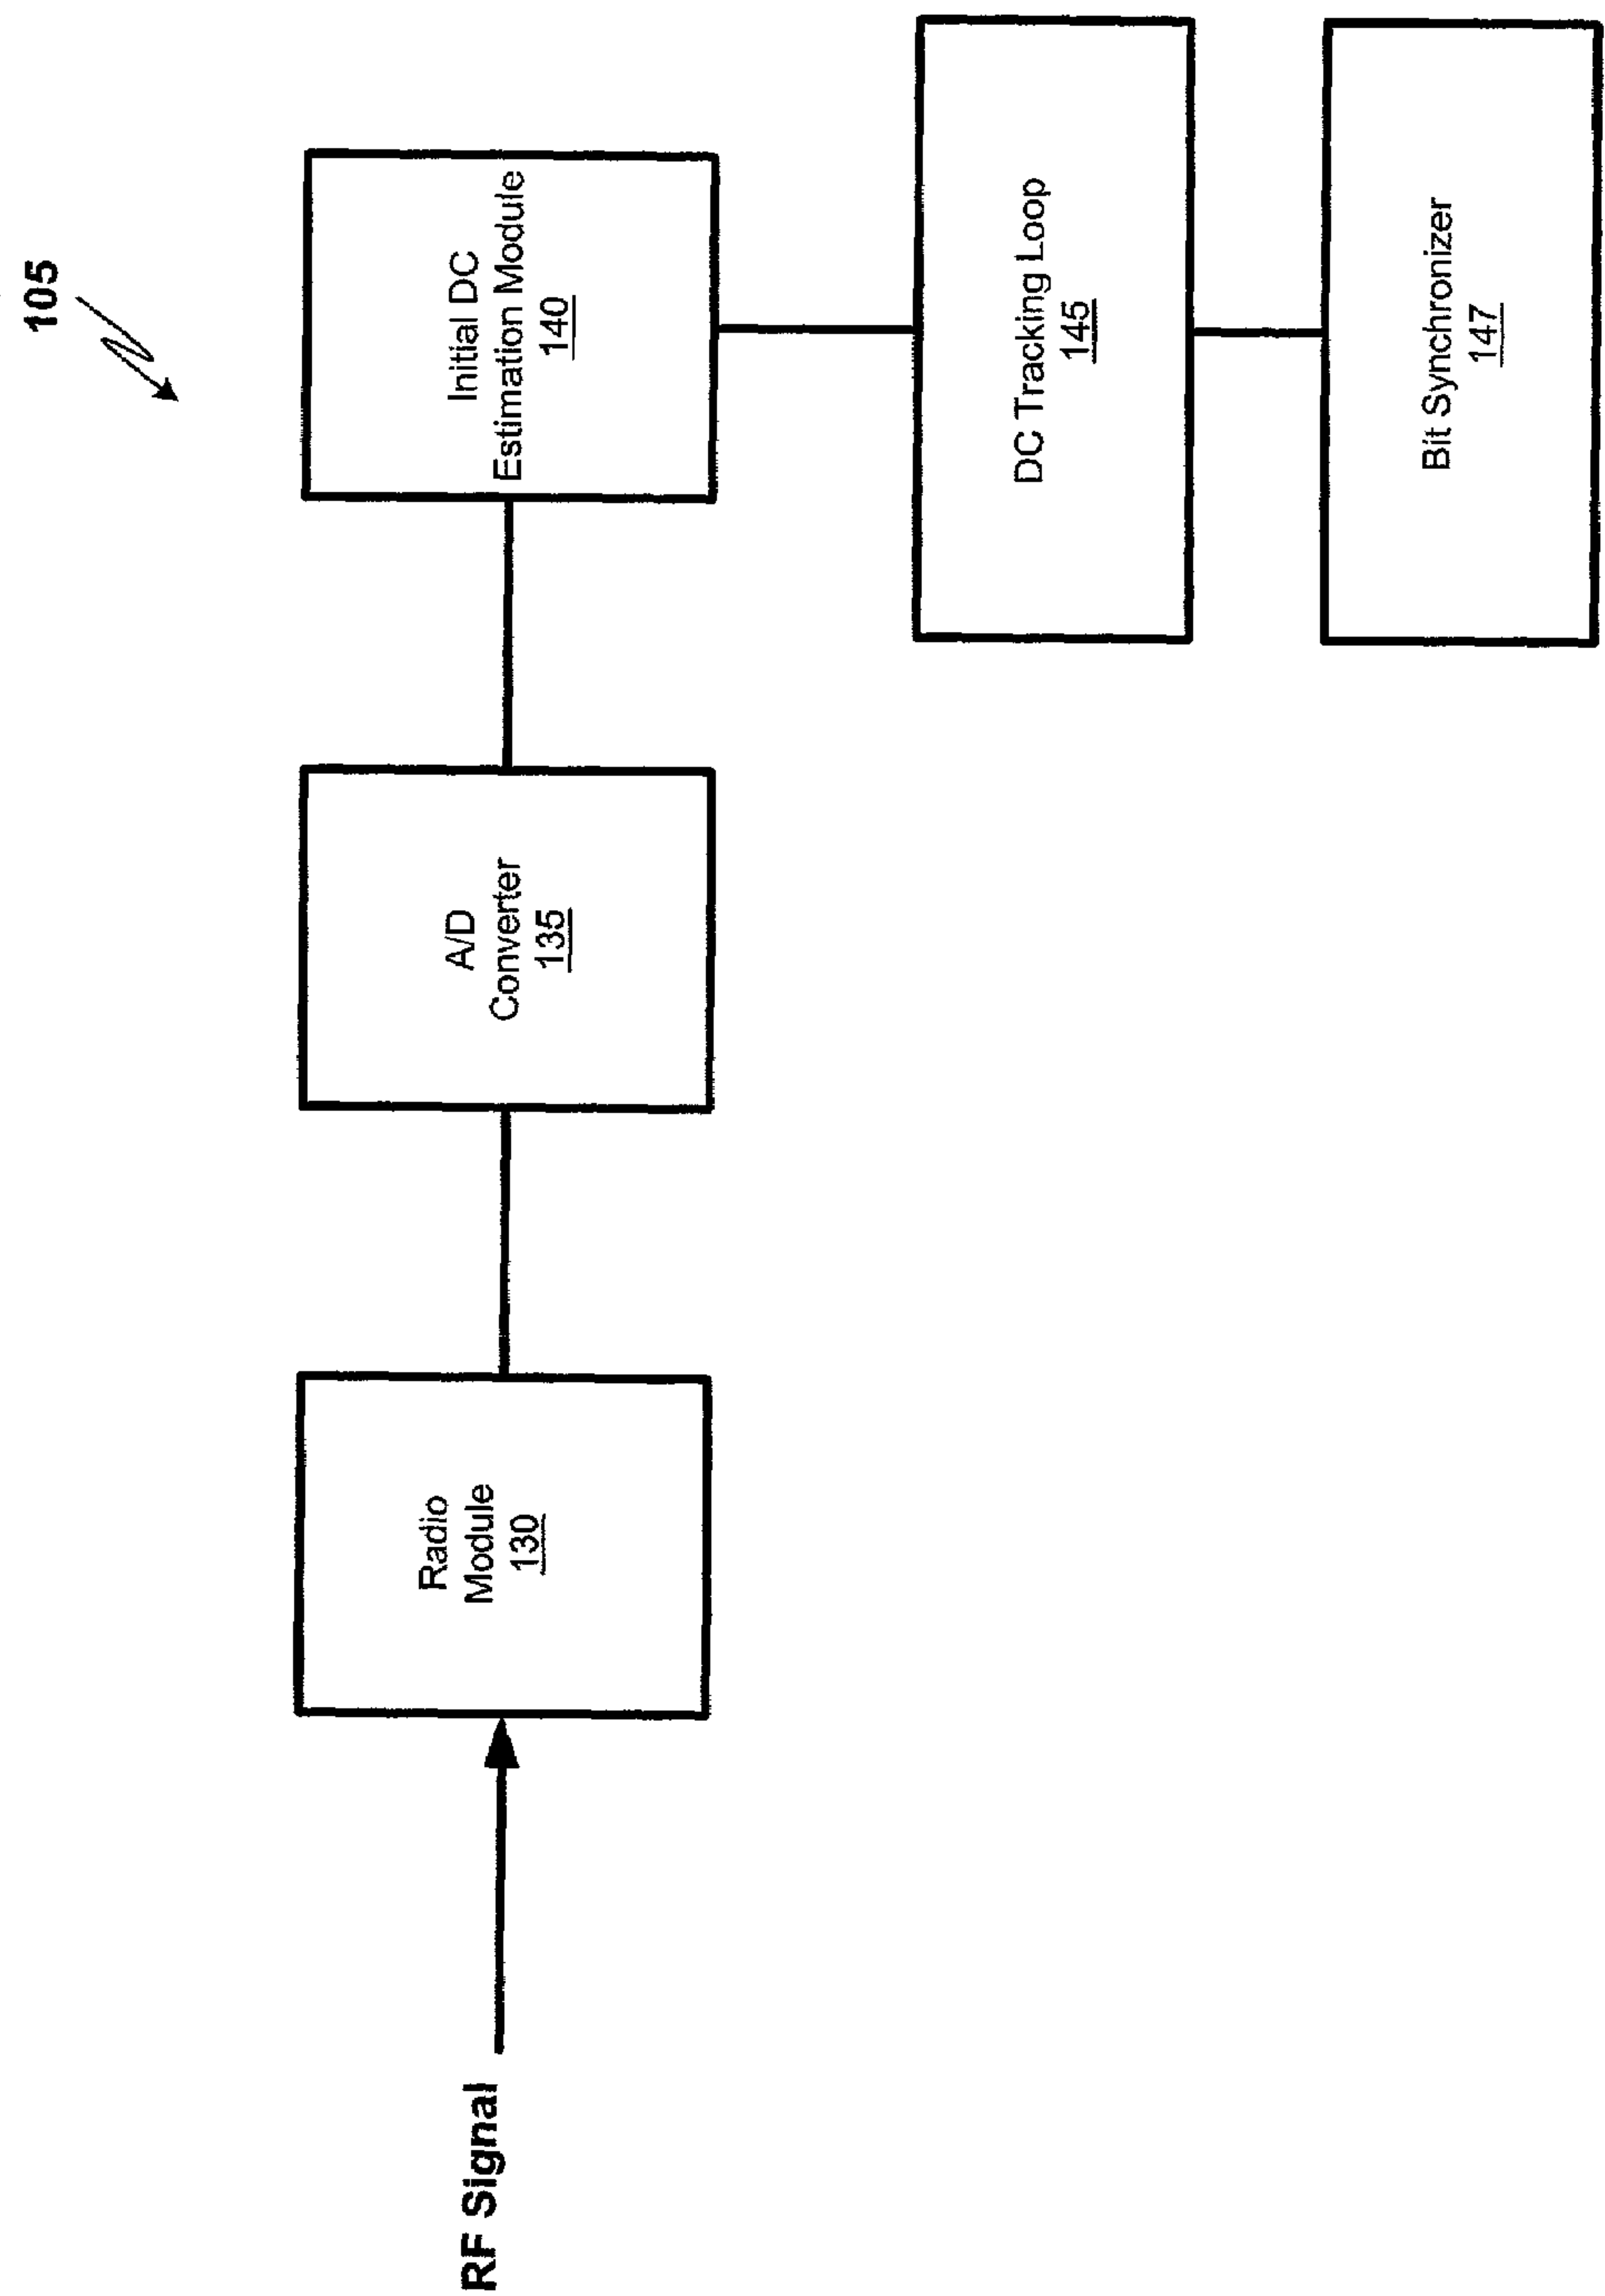 105
RF Signal
Radio
Module
130
A/D
Converter
135
Initial DC
Estimation Module
140
DC Tracking Loop
145
Bit Synchronizer
147